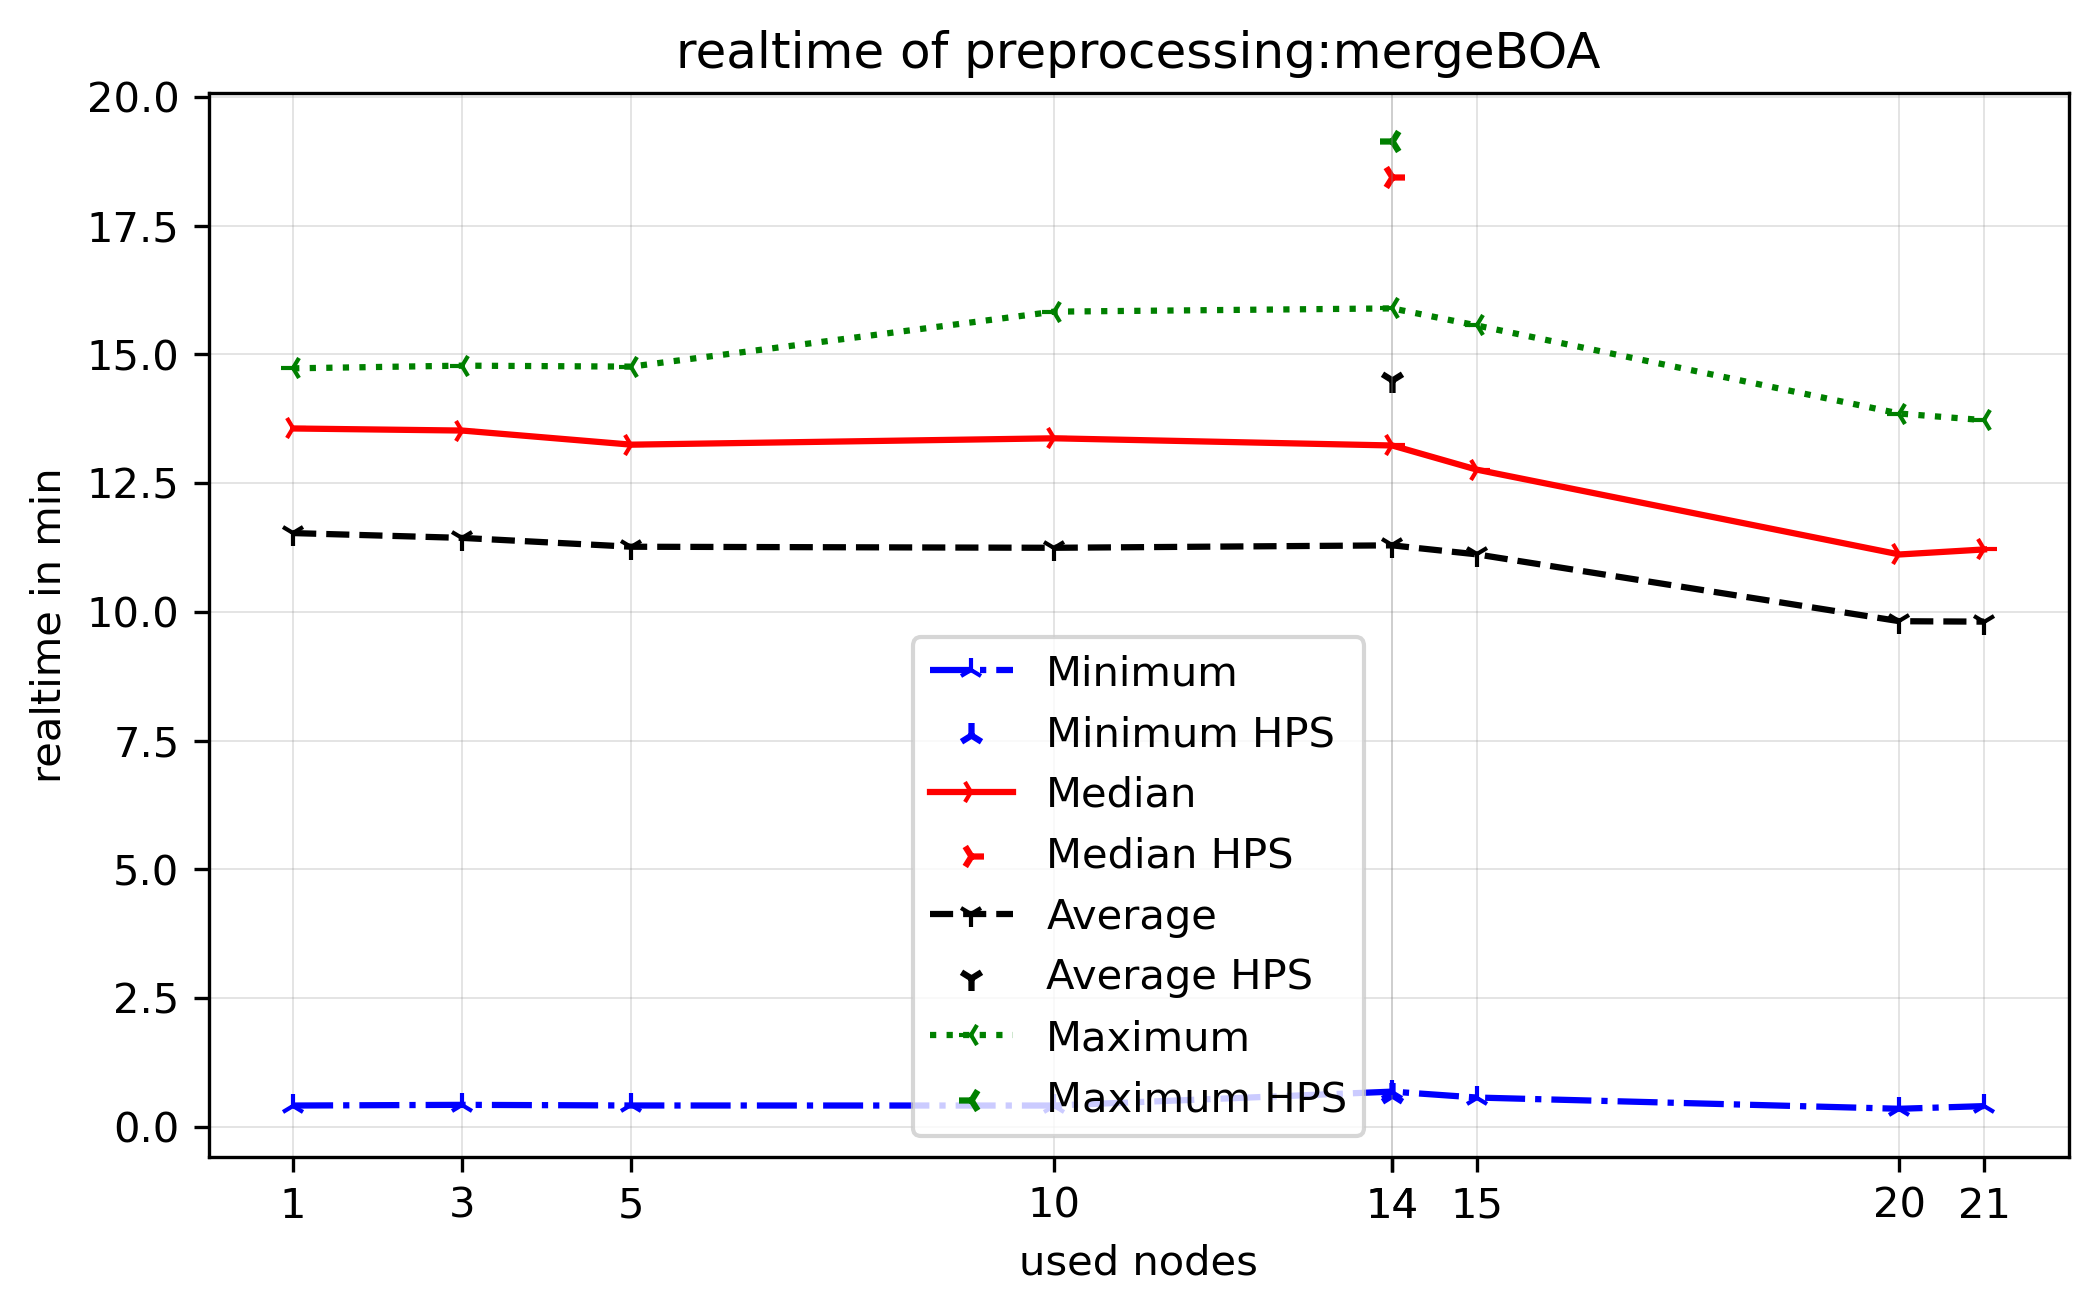 realtime of preprocessing:mergeBOA
20.0
17.5
15.0
12.5
10.0
7.5
5.0
2.5
0.0
realtime in min
Minimum
Minimum HPS
Median
Median HPS
Average
Average HPS
Maximum
Maximum HPS
1 3 5 10 14 15 20 21
used nodes